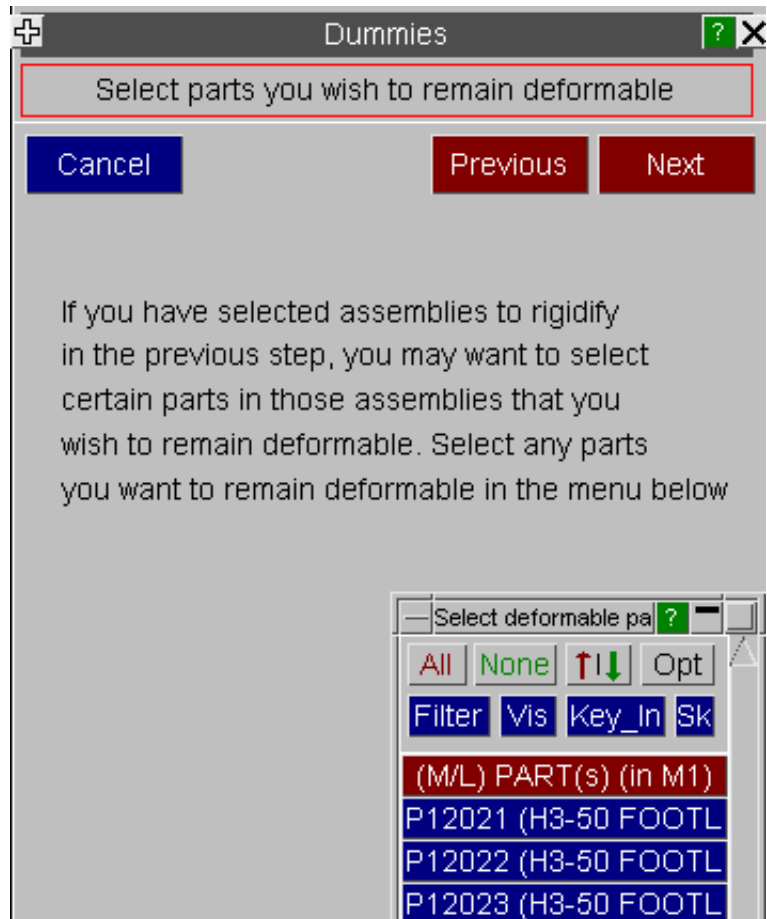 Dummies ?
Select parts you wish to remain deformable
Cancel Previous Next
If you have selected assemblies to rigidify
in the previous step, you may want to select
certain parts in those assemblies that you
wish to remain deformable. Select any parts
you want to remain deformable in the menu below
Select deformable pa ?
All None Opt
Filter Vis Key_In Sk
(M/L) PART(s) (in M1)
P12021 (H3-50 FOOTL
P12022 (H3-50 FOOTL
P12023 (H3-50 FOOTL